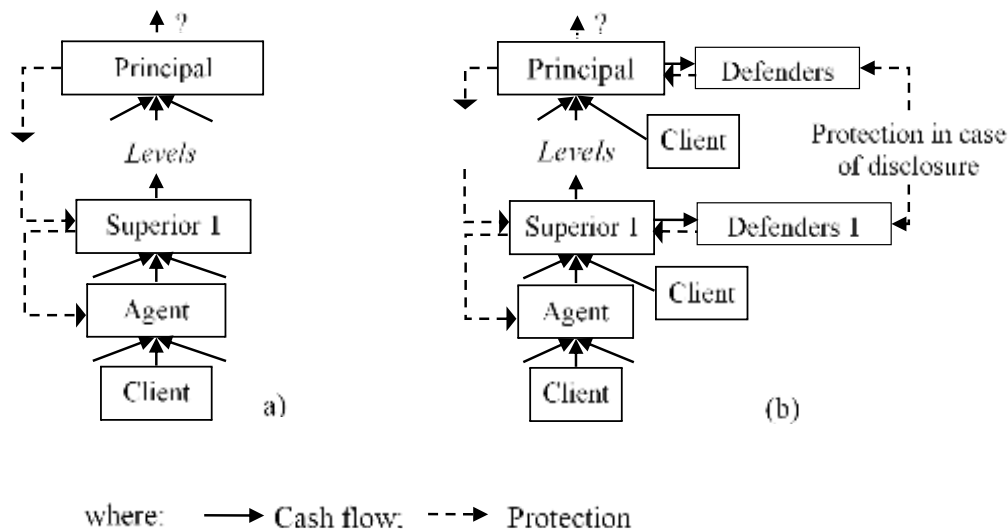 ?
Principal
Levels
Superior 1
Agent
Client
a)
?
Principal
Defenders
Client
Levels
Protection in case
of disclosure
Superior 1
Defenders 1
Client
Agent
Client
(b)
where: Cash flow; Protection